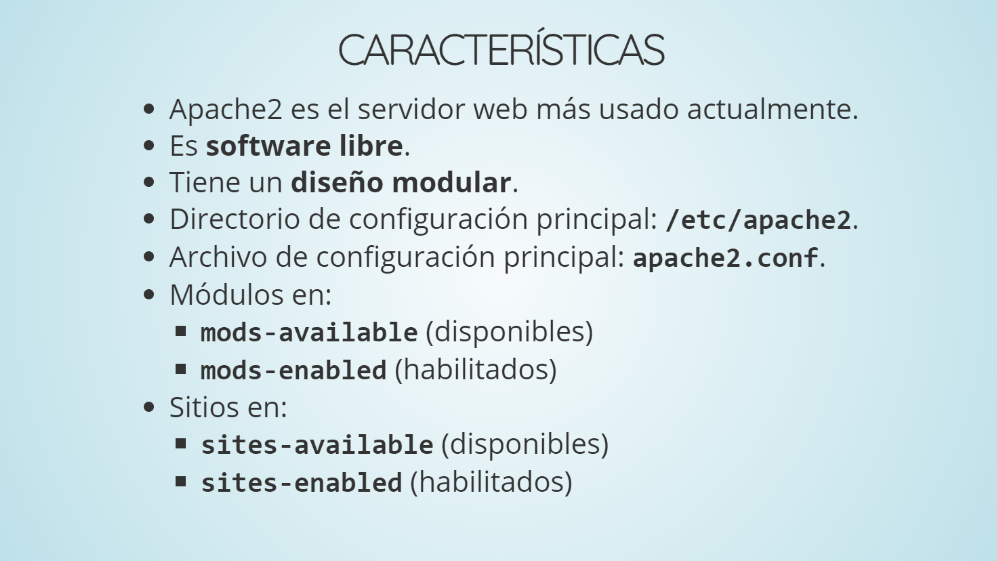 CARACTERÍSTICAS
• Apache2 es el servidor web más usado actualmente.
• Es software libre.
• Tiene un diseño modular.
• Directorio de configuración principal: /etc/apache2.
• Archivo de configuración principal: apache2.conf.
• Módulos en:
▪ mods-available (disponibles)
▪ mods-enabled (habilitados)
• Sitios en:
▪ sites-available (disponibles)
▪ sites-enabled (habilitados)